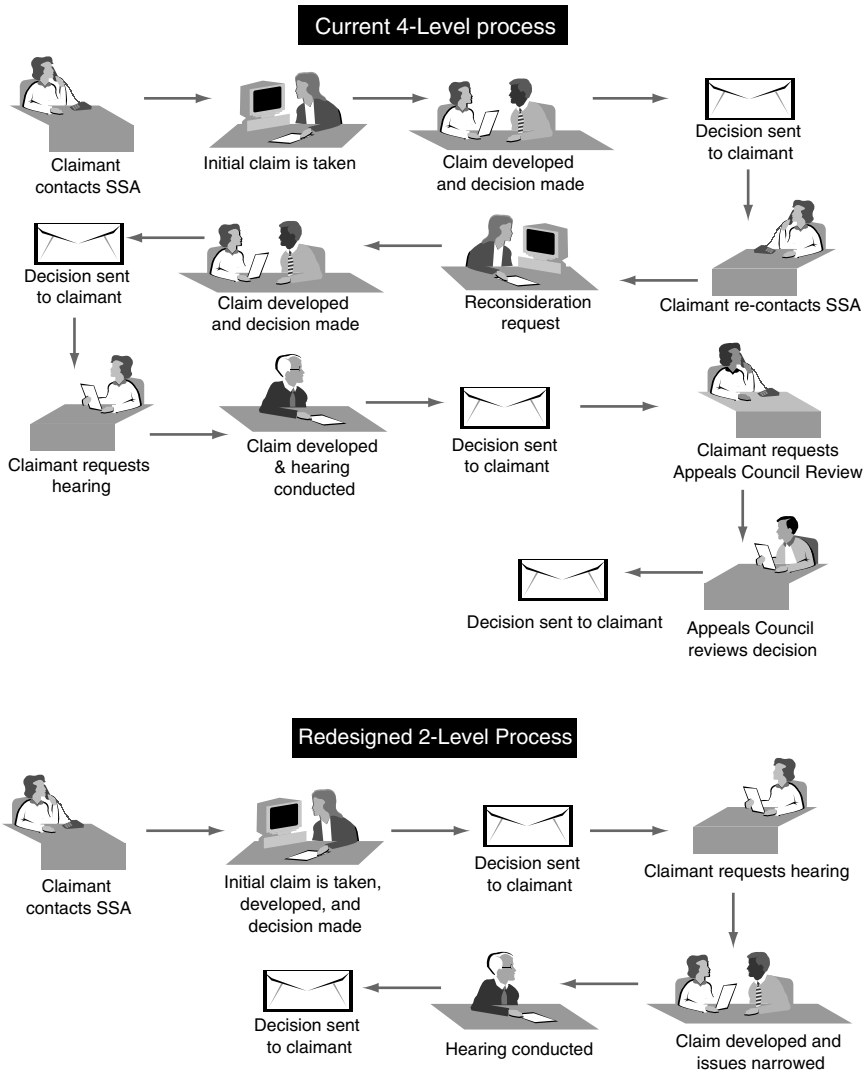 Current 4-Level process
Claimant
contacts SSA
Initial claim is taken
Claim developed
and decision made
Decision sent
to claimant
Claimant re-contacts SSA
Reconsideration
request
Claim developed
and decision made
Decision sent
to claimant
Claimant requests
hearing
Claim developed
& hearing
conducted
Decision sent
to claimant
Claimant requests
Appeals Council Review
Appeals Council
reviews decision
Decision sent to claimant
Redesigned 2-Level Process
Claimant
contacts SSA
Initial claim is taken,
developed, and
decision made
Decision sent
to claimant
Claimant requests hearing
Claim developed and
issues narrowed
Hearing conducted
Decision sent
to claimant